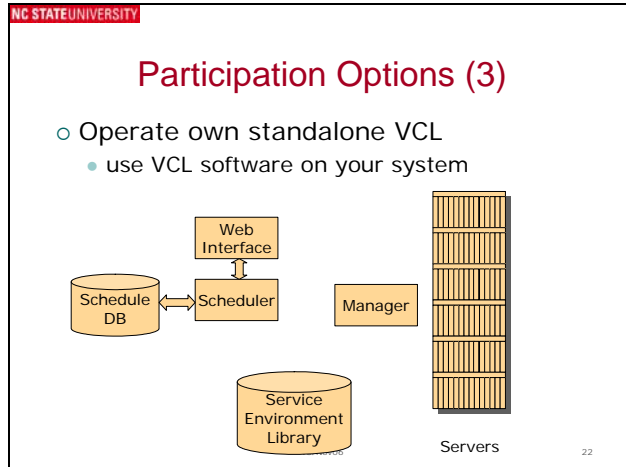 NC STATE UNIVERSITY
Participation Options (3)
Operate own standalone VCL
use VCL software on your system
Web
Interface
Schedule
DB
Scheduler
Manager
Service
Environment
Library
Servers
22